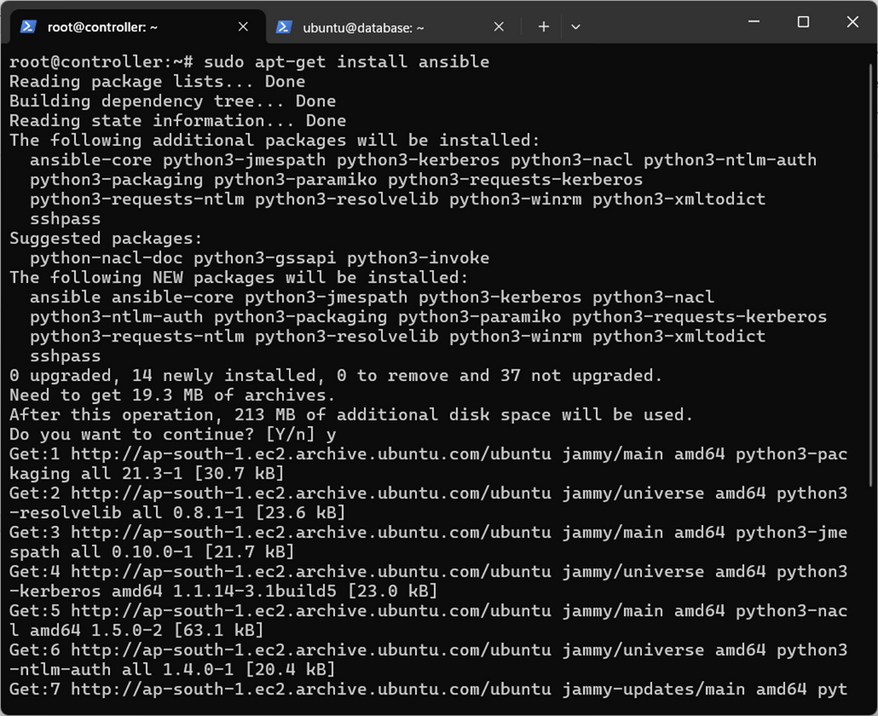 root@controller: ~
ubuntu@database: ~
root@controller:~# sudo apt-get install ansible
Reading package lists... Done
Building dependency tree... Done
Reading state information... Done
The following additional packages will be installed:
  ansible-core python3-jmespath python3-kerberos python3-nacl python3-ntlm-auth
  python3-packaging python3-paramiko python3-requests-kerberos
  python3-requests-ntlm python3-resolvelib python3-winrm python3-xmltodict
  sshpass
Suggested packages:
  python-nacl-doc python3-gssapi python3-invoke
The following NEW packages will be installed:
  ansible ansible-core python3-jmespath python3-kerberos python3-nacl
  python3-ntlm-auth python3-packaging python3-paramiko python3-requests-kerberos
  python3-requests-ntlm python3-resolvelib python3-winrm python3-xmltodict
  sshpass
0 upgraded, 14 newly installed, 0 to remove and 37 not upgraded.
Need to get 19.3 MB of archives.
After this operation, 213 MB of additional disk space will be used.
Do you want to continue? [Y/n] y
Get:1 http://ap-south-1.ec2.archive.ubuntu.com/ubuntu jammy/main amd64 python3-pac
kaging all 21.3-1 [30.7 kB]
Get:2 http://ap-south-1.ec2.archive.ubuntu.com/ubuntu jammy/universe amd64 python3
-resolvelib all 0.8.1-1 [23.6 kB]
Get:3 http://ap-south-1.ec2.archive.ubuntu.com/ubuntu jammy/main amd64 python3-jme
spath all 0.10.0-1 [21.7 kB]
Get:4 http://ap-south-1.ec2.archive.ubuntu.com/ubuntu jammy/universe amd64 python3
-kerberos amd64 1.1.14-3.1build5 [23.0 kB]
Get:5 http://ap-south-1.ec2.archive.ubuntu.com/ubuntu jammy/main amd64 python3-nac
l amd64 1.5.0-2 [63.1 kB]
Get:6 http://ap-south-1.ec2.archive.ubuntu.com/ubuntu jammy/universe amd64 python3
-ntlm-auth all 1.4.0-1 [20.4 kB]
Get:7 http://ap-south-1.ec2.archive.ubuntu.com/ubuntu jammy-updates/main amd64 pyt